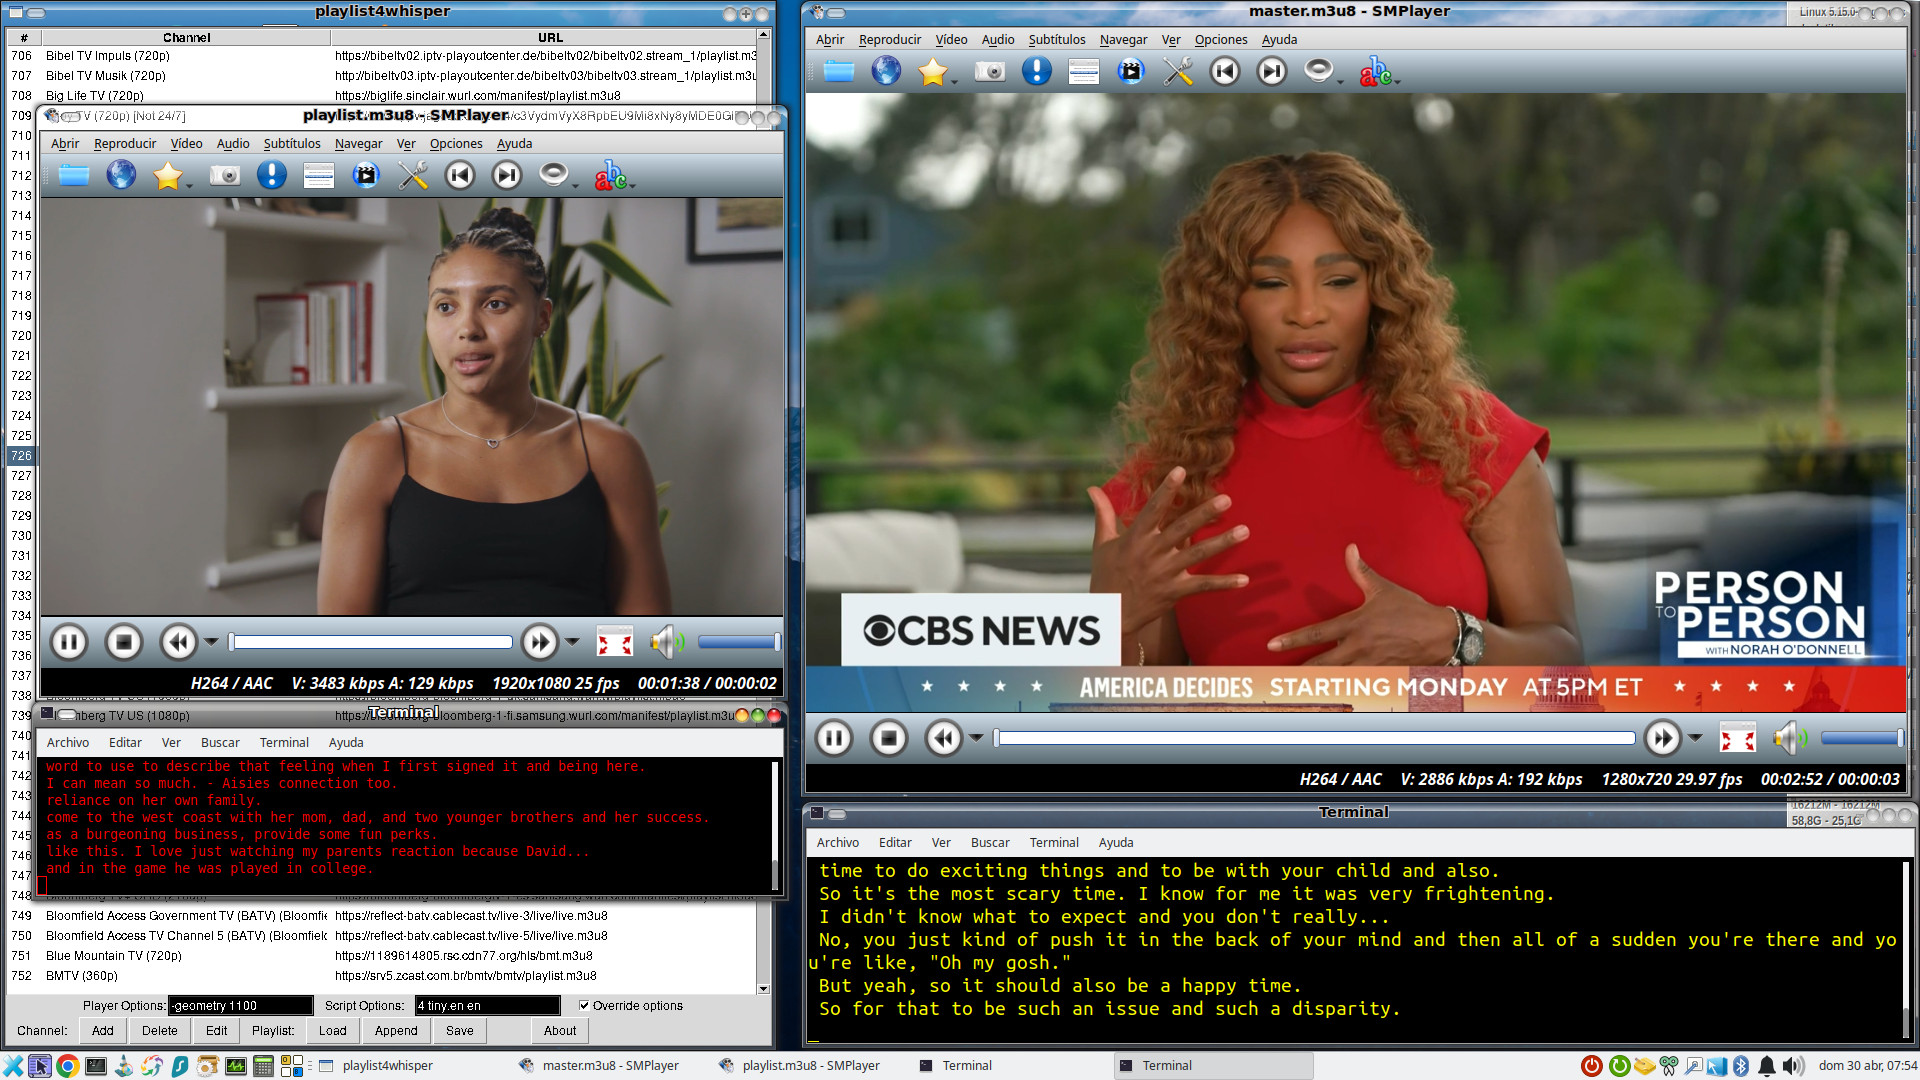 playlist4whisper
# Channel URL
706 Bibel TV Impuls (720p) https://bibeltv02.iptv-playoutcenter.de/bibeltv02/bibeltv02.stream_1/playlist.m3u
707 Bibel TV Musik (720p) https://bibeltv03.iptv-playoutcenter.de/bibeltv03/bibeltv03.stream_1/playlist.m3u
708 Big Life TV (720p) https://biglife.sinclair.wurl.com/manifest/playlist.m3u8
709 TV (720p) [Not 24/7]
playlist.m3u8 - SMPlayer
Abrir Reproducir Vídeo Audio Subtítulos Navegar Ver Opciones Ayuda
abc
710
711
712
713
714
715
716
717
718
719
720
721
722
723
724
725
726
727
728
729
730
731
732
733
734
735
736
737
738
H264 / AAC V: 3483 kbps A: 129 kbps 1920x1080 25 fps 00:01:38 / 00:00:02
739 TV US (1080p)
Terminal
Archivo Editar Ver Buscar Terminal Ayuda
740
741
742
743
744
745
746
747
748
word to use to describe that feeling when I first signed it and being here.
I can mean so much. - Aisies connection too.
reliance on her own family.
come to the west coast with her mom, dad, and two younger brothers and her success.
as a burgeoning business, provide some fun perks.
like this. I love just watching my parents reaction because David...
and in the game he was played in college.
749 Bloomfield Access Government TV (BATV) (Bloomfie https://reflect-batv.cablecast.tv/live-3/live/live.m3u8
750 Bloomfield Access TV Channel 5 (BATV) (Bloomfielc https://reflect-batv.cablecast.tv/live-5/live/live.m3u8
751 Blue Mountain TV (720p) https://1189614805.rsc.cdn77.org/hls/bmt.m3u8
752 BMTV (360p) https://srv5.zcast.com.br/bmtv/bmtv/playlist.m3u8
Player Options: -geometry 1100 Script Options: 4 tiny.en en Override options
Channel: Add Delete Edit Playlist: Load Append Save About
master.m3u8 - SMPlayer
Linux 5.15.0-
Abrir Reproducir Vídeo Audio Subtítulos Navegar Ver Opciones Ayuda
abc
CBS NEWS
PERSON
TO PERSON
WITH NORAH O'DONNELL
AMERICA DECIDES STARTING MONDAY AT 5PM ET
H264 / AAC V: 2886 kbps A: 192 kbps 1280x720 29.97 fps 00:02:52 / 00:00:03
Terminal
16212M - 16212M
58,8G - 25,1G
Archivo Editar Ver Buscar Terminal Ayuda
time to do exciting things and to be with your child and also.
So it's the most scary time. I know for me it was very frightening.
I didn't know what to expect and you don't really...
No, you just kind of push it in the back of your mind and then all of a sudden you're there and yo
u're like, "Oh my gosh."
But yeah, so it should also be a happy time.
So for that to be such an issue and such a disparity.
playlist4whisper master.m3u8 - SMPlayer playlist.m3u8 - SMPlayer Terminal Terminal dom 30 abr, 07:54